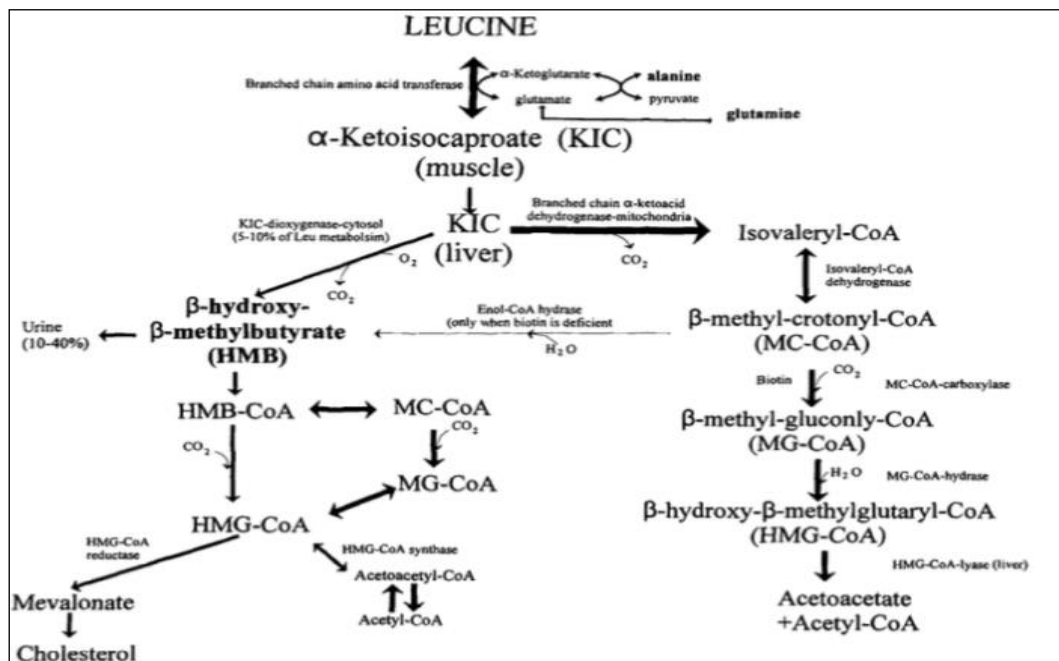 LEUCINE
Branched chain amino acid transferase
α-Ketoglutarate
alanine
glutamate
pyruvate
glutamine
α-Ketoisocaproate (KIC)
(muscle)
KIC-dioxygenase-cytosol
(5-10% of Leu metabolsim)
KIC
(liver)
Branched chain α-ketoacid
dehydrogenase-mitochondria
Isovaleryl-CoA
O2
CO2
CO2
Isovaleryl-CoA
dehydrogenase
Urine
(10-40%)
β-hydroxy-
β-methylbutyrate
(HMB)
Enol-CoA hydrase
(only when biotin is deficient
H2O
β-methyl-crotonyl-CoA
(MC-CoA)
Biotin
CO2
MC-CoA-carboxylase
HMB-CoA
MC-CoA
β-methyl-gluconly-CoA
(MG-CoA)
CO2
CO2
H2O
MG-CoA-hydrase
MG-CoA
β-hydroxy-β-methylglutaryl-CoA
(HMG-CoA)
HMG-CoA
HMG-CoA
reductase
HMG-CoA synthase
HMG-CoA-lyase (liver)
Acetoacetyl-CoA
Mevalonate
Acetyl-CoA
Acetoacetate
+Acetyl-CoA
Cholesterol